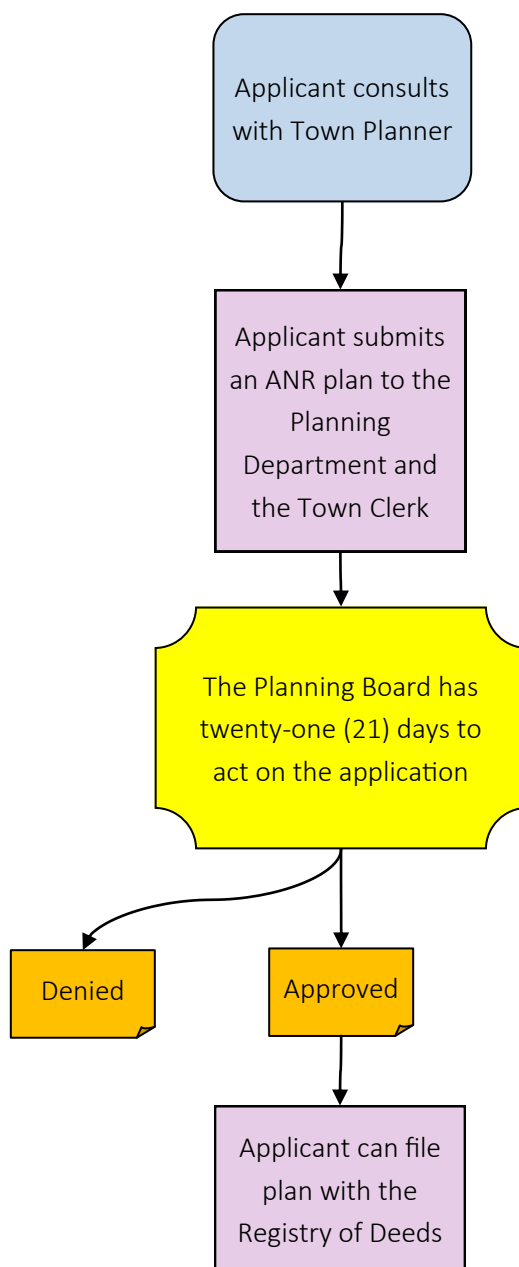 Applicant consults
with Town Planner
Applicant submits
an ANR plan to the
Planning
Department and
the Town Clerk
The Planning Board has
twenty-one (21) days to
act on the application
Denied
Approved
Applicant can file
plan with the
Registry of Deeds